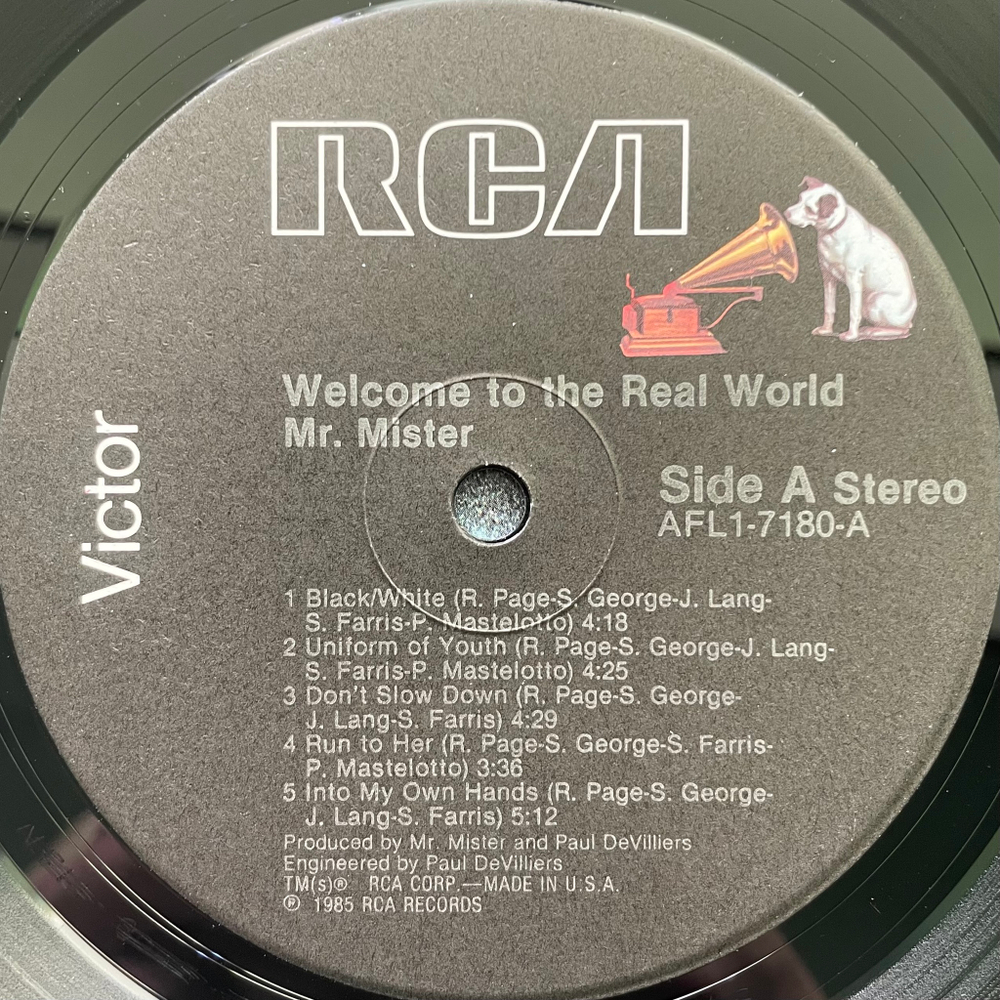 RCA
Victor
Welcome to the Real World
Mr. Mister
Side A Stereo
AFL1-7180-A
1 Black/White (R. Page-S. George-J. Lang-
S. Farris-P. Mastelotto) 4:18
2 Uniform of Youth (R. Page-S. George-J. Lang-
S. Farris-P. Mastelotto) 4:25
3 Don't Slow Down (R. Page-S. George-
J. Lang-S. Farris) 4:29
4 Run to Her (R. Page-S. George-S. Farris-
P. Mastelotto) 3:36
5 Into My Own Hands (R. Page-S. George-
J. Lang-S. Farris) 5:12
Produced by Mr. Mister and Paul DeVilliers
Engineered by Paul DeVilliers
TM(s)® RCA CORP.—MADE IN U.S.A.
℗ 1985 RCA RECORDS